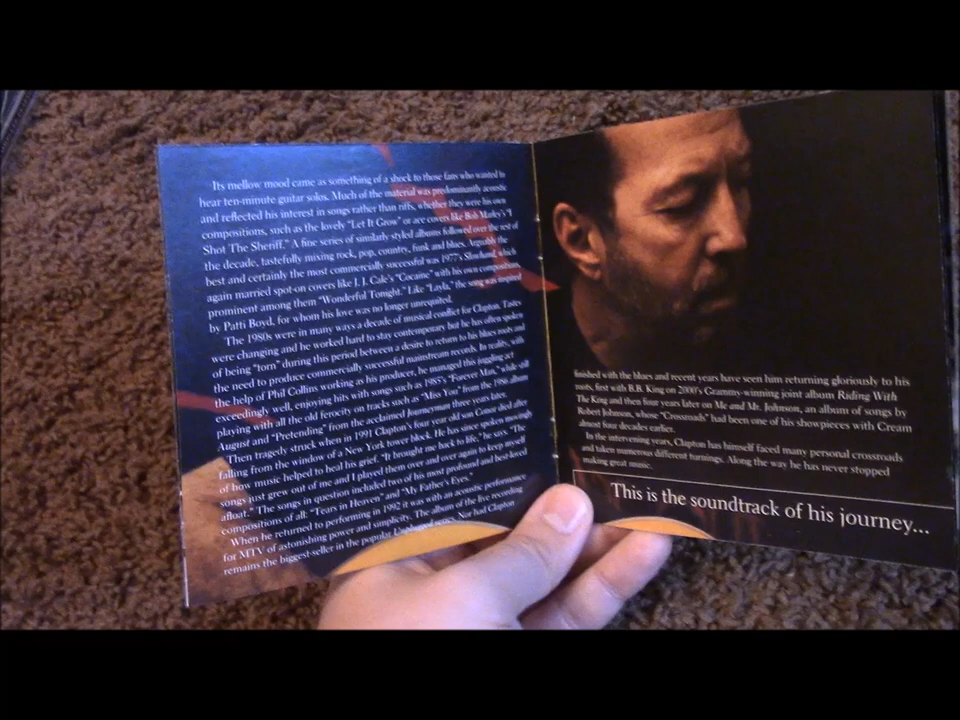 Its mellow mood came as something of a shock to those fans who wanted to
hear ten-minute guitar solos. Much of the material was predominantly acoustic
and reflected his interest in songs rather than riffs, whether they were his own
compositions, such as the lovely "Let It Grow" or ace covers like Bob Marley's "I
Shot The Sheriff." A fine series of similarly styled albums followed over the rest of
the decade, tastefully mixing rock, pop, country, funk and blues. Arguably the
best and certainly the most commercially successful was 1977's Slowhand, which
again married spot-on covers like J. J. Cale's "Cocaine" with his own compositions
prominent among them "Wonderful Tonight." Like "Layla," the song was inspired
by Patti Boyd, for whom his love was no longer unrequited.
The 1980s were in many ways a decade of musical conflict for Clapton. Tastes
were changing and he worked hard to stay contemporary but he has often spoken
of being "torn" during this period between a desire to return to his blues roots and
the need to produce commercially successful mainstream records. In reality, with
the help of Phil Collins working as his producer, he managed this juggling act
exceedingly well, enjoying hits with songs such as 1985's "Forever Man," while still
playing with all the old ferocity on tracks such as "Miss You" from the 1986 album
August and "Pretending" from the acclaimed Journeyman three years later.
Then tragedy struck when in 1991 Clapton's four year old son Conor died after
falling from the window of a New York tower block. He has since spoken movingly
of how music helped to heal his grief. "It brought me back to life," he says. "The
songs just grew out of me and I played them over and over again to keep myself
afloat." The songs in question included two of his most profound and best-loved
compositions of all: "Tears in Heaven" and "My Father's Eyes."
When he returned to performing in 1992 it was with an acoustic performance
for MTV of astonishing power and simplicity. The album of the live recording
remains the biggest-seller in the popular Unplugged series. Nor had Clapton
finished with the blues and recent years have seen him returning gloriously to his
roots, first with B.B. King on 2000's Grammy-winning joint album Riding With
The King and then four years later on Me and Mr. Johnson, an album of songs by
Robert Johnson, whose "Crossroads" had been one of his showpieces with Cream
almost four decades earlier.
In the intervening years, Clapton has himself faced many personal crossroads
and taken numerous different turnings. Along the way he has never stopped
making great music.
This is the soundtrack of his journey...